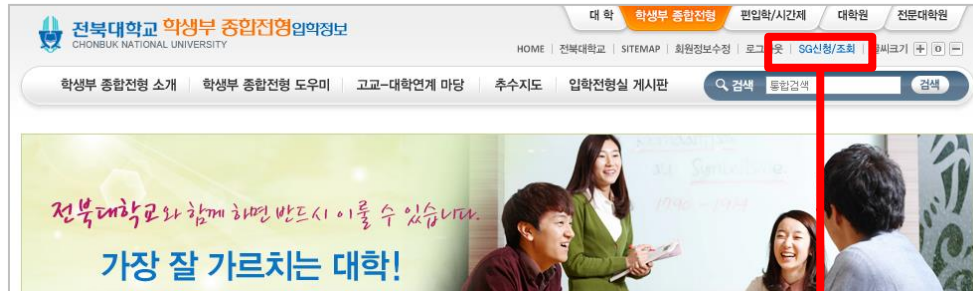 대 학 학생부 종합전형 편입학/시간제 대학원 전문대학원
전북대학교 학생부 종합전형입학정보
CHONBUK NATIONAL UNIVERSITY
HOME | 전북대학교 | SITEMAP | 회원정보수정 | SG신청/조회
학생부 종합전형 소개 학생부 종합전형 도우미 고교-대학연계 마당 추수지도 입학전형실 게시판 검색 통합검색 검색
전북대학교와 함께 하면 반드시 이룰 수 있습니다.
가장 잘 가르치는 대학!